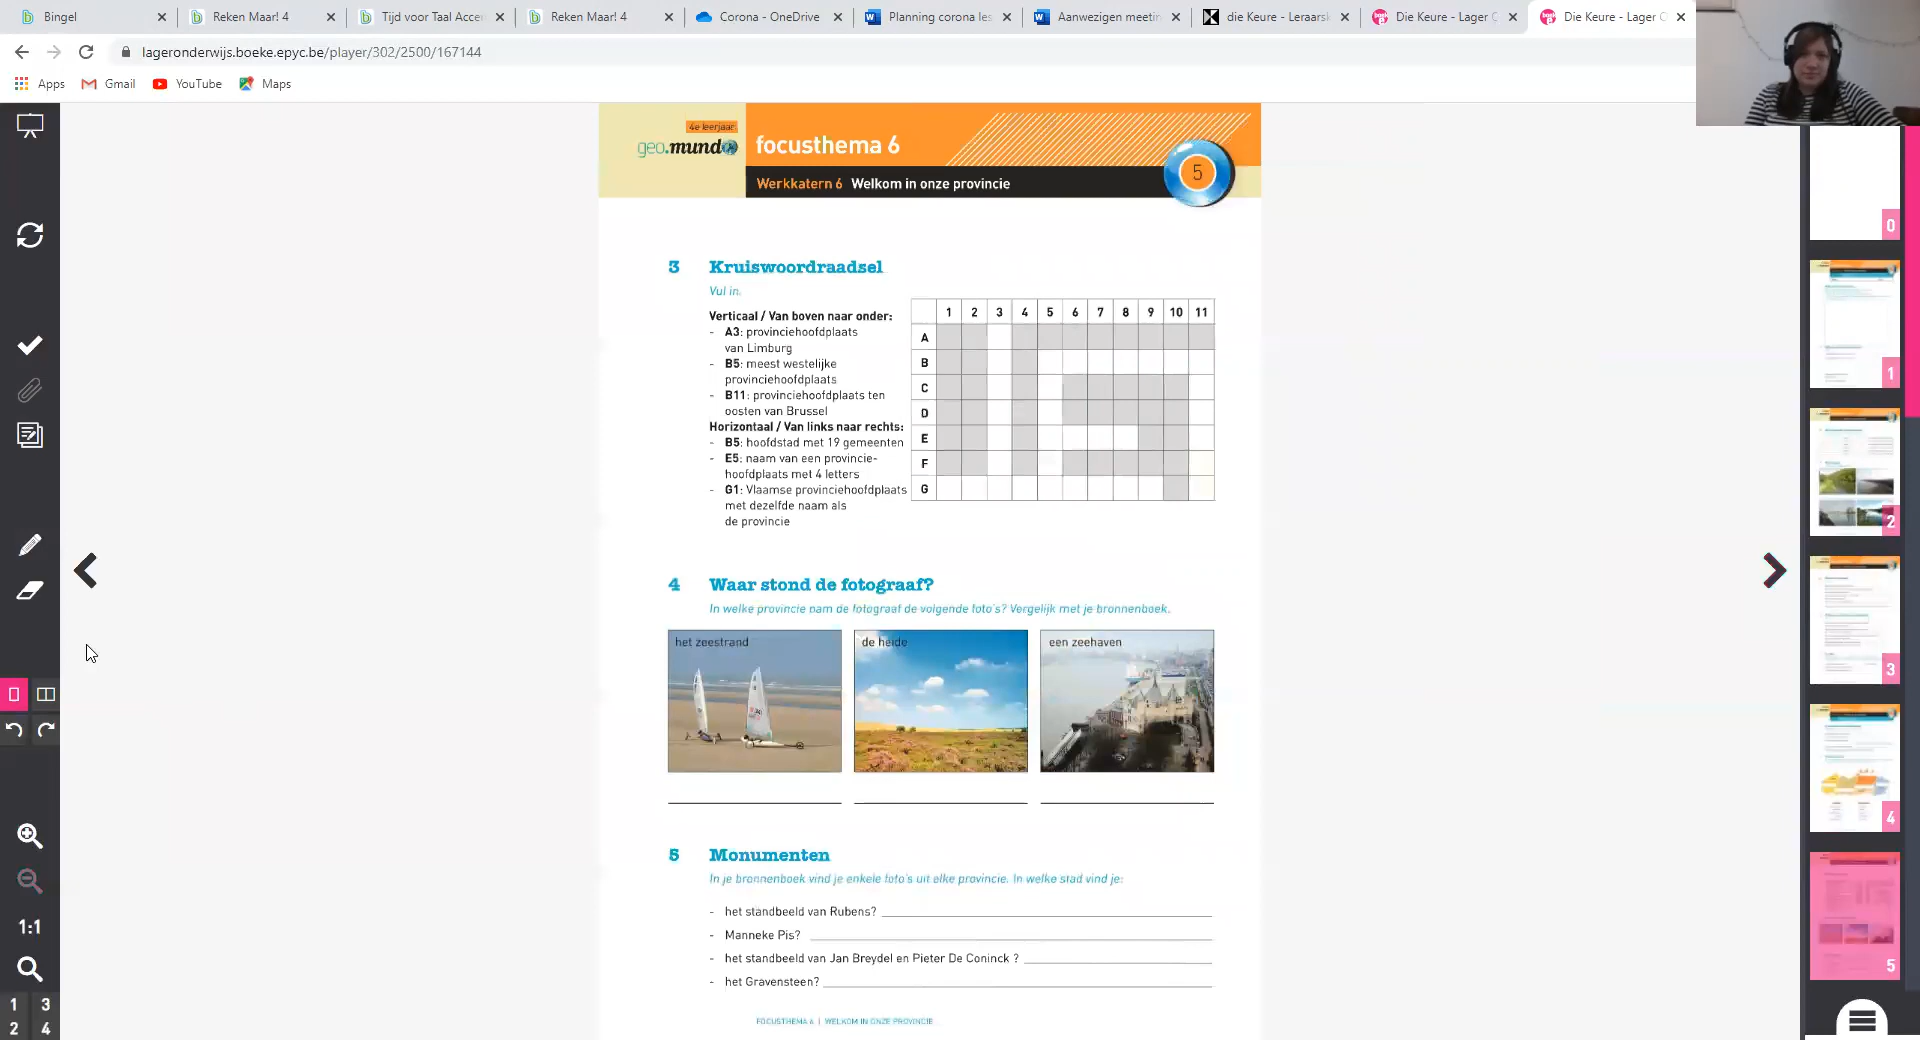 Bingel
Reken Maar! 4
Tijd voor Taal Accen
Reken Maar! 4
Corona - OneDrive
Planning corona les
Aanwezigen meetin
die Keure - Leraarsk
Die Keure - Lager O
Die Keure - Lager O
lageronderwijs.boeke.epyc.be/player/302/2500/167144
Apps
Gmail
YouTube
Maps
4e leerjaar
geo.mundo
focusthema 6
Werkkatern 6 Welkom in onze provincie
5
3 Kruiswoordraadsel
Vul in.
Verticaal / Van boven naar onder:
- A3: provinciehoofdplaats
van Limburg
- B5: meest westelijke
provinciehoofdplaats
- B11: provinciehoofdplaats ten
oosten van Brussel
Horizontaal / Van links naar rechts:
- B5: hoofdstad met 19 gemeenten
- E5: naam van een provincie-
hoofdplaats met 4 letters
- G1: Vlaamse provinciehoofdplaats
met dezelfde naam als
de provincie
1 2 3 4 5 6 7 8 9 10 11
A
B
C
D
E
F
G
4 Waar stond de fotograaf?
In welke provincie nam de fotograaf de volgende foto's? Vergelijk met je bronnenboek.
het zeestrand
de heide
een zeehaven
5 Monumenten
In je bronnenboek vind je enkele foto's uit elke provincie. In welke stad vind je:
- het standbeeld van Rubens?
- Manneke Pis?
- het standbeeld van Jan Breydel en Pieter De Coninck ?
- het Gravensteen?
FOCUSTHEMA 6 | WELKOM IN ONZE PROVINCIE
1:1
1 3
2 4
0
1
2
3
4
5